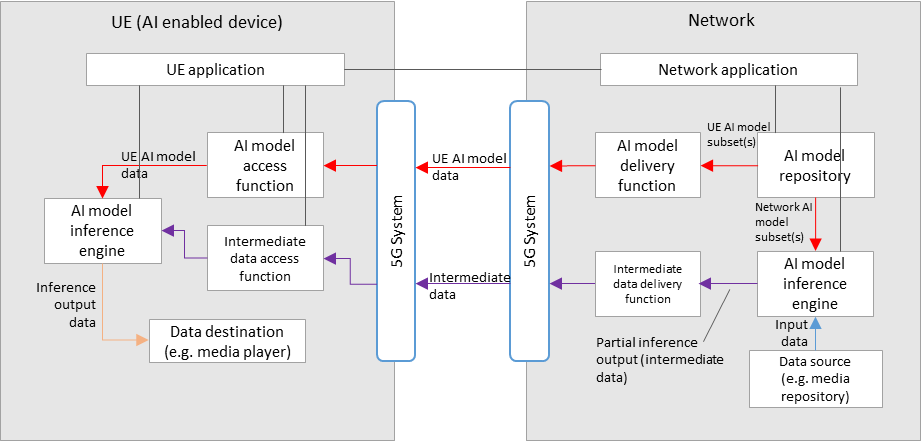 UE (AI enabled device)
Network
UE application
Network application
UE AI model
data
AI model
access
function
5G System
UE AI model
data
5G System
AI model
delivery
function
UE AI model
subset(s)
AI model
repository
Network AI
model
subset(s)
AI model
inference
engine
Intermediate
data access
function
Intermediate
data
Intermediate
data delivery
function
AI model
inference
engine
Inference
output
data
Data destination
(e.g. media player)
Partial inference
output (intermediate
data)
Input
data
Data source
(e.g. media
repository)